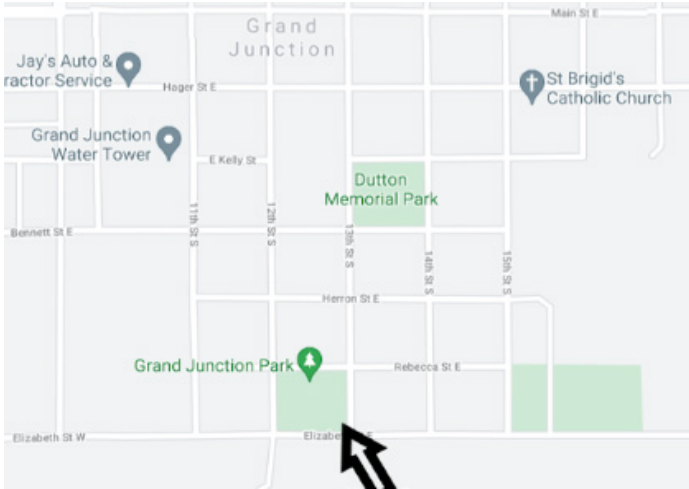 Main St E
Grand
Junction
Jay's Auto &
ractor Service
Hager St E
St Brigid's
Catholic Church
Grand Junction
Water Tower
E Kelly St
Dutton
Memorial Park
11th St S
12th St S
13th St S
14th St S
15th St S
Bennett St E
Herron St E
Grand Junction Park
Rebecca St E
Elizabeth St W